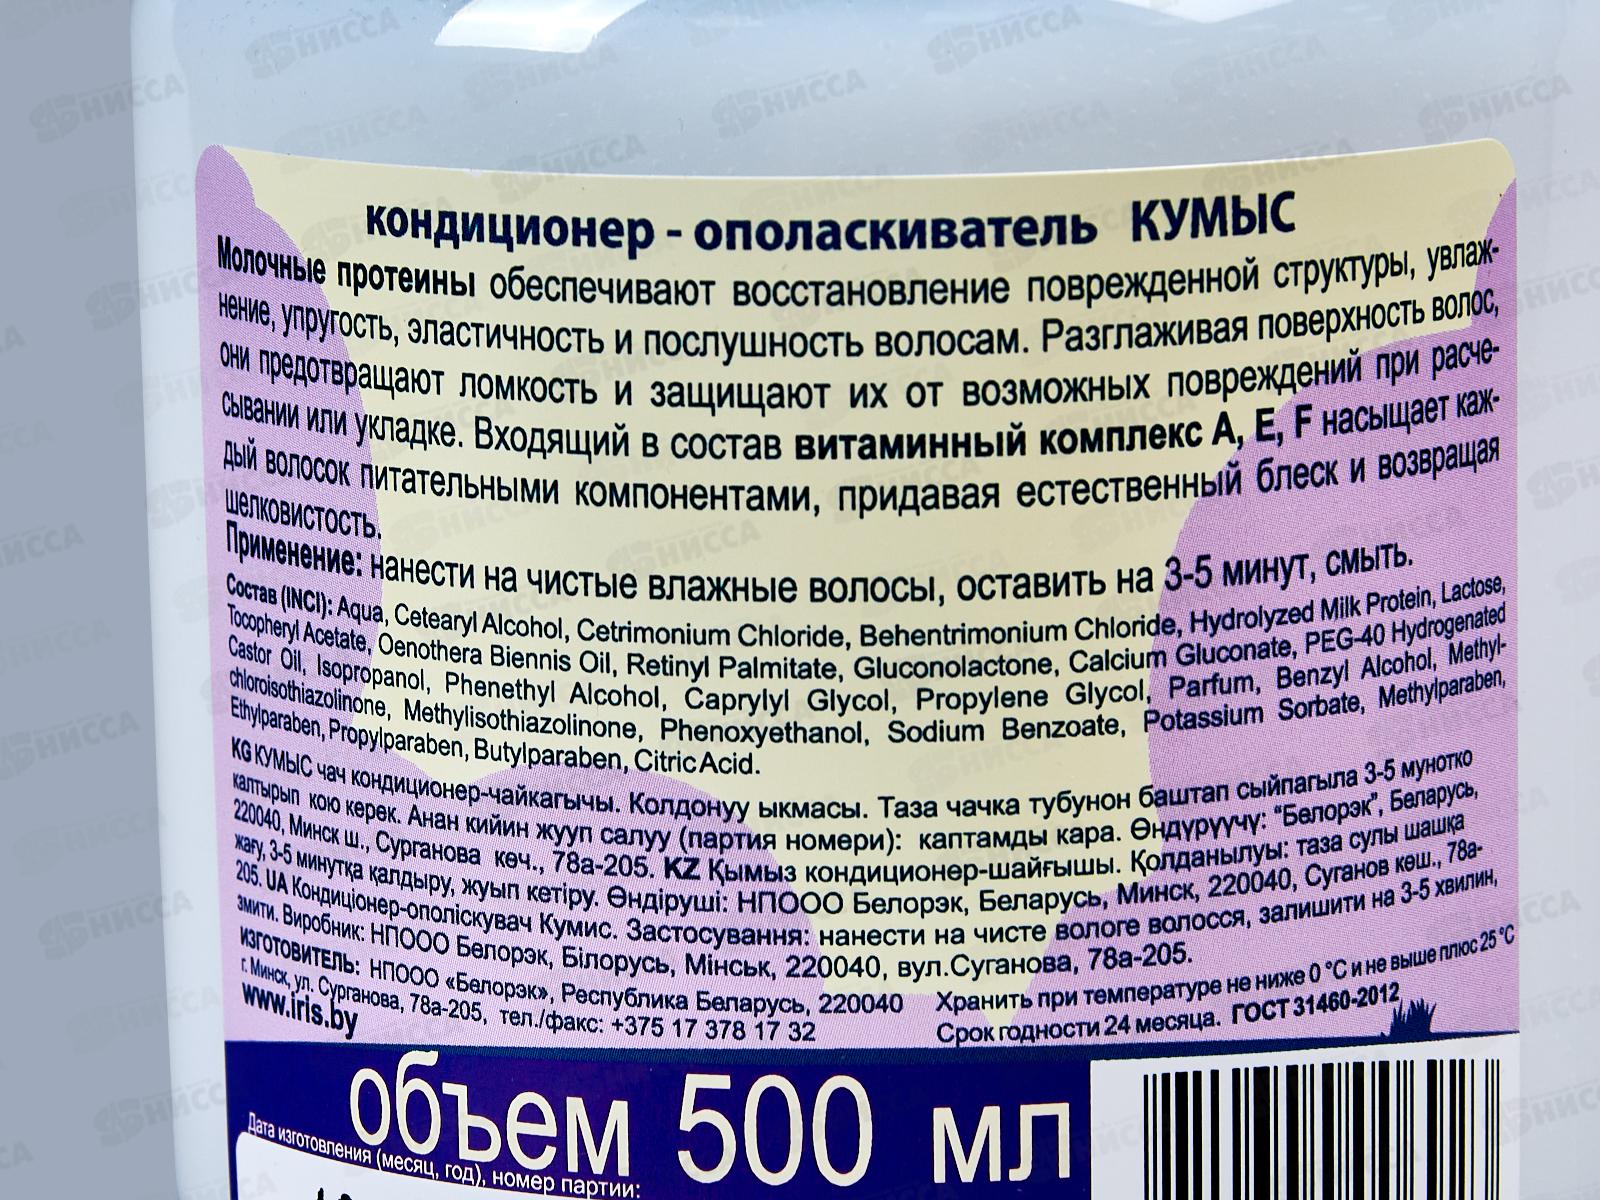 кондиционер - ополаскиватель КУМЫС
Молочные протеины обеспечивают восстановление поврежденной структуры, увлаж-
нение, упругость, эластичность и послушность волосам. Разглаживая поверхность волос,
они предотвращают ломкость и защищают их от возможных повреждений при расче-
сывании или укладке. Входящий в состав витаминный комплекс А, Е, F насыщает каж-
дый волосок питательными компонентами, придавая естественный блеск и возвращая
шелковистость.
Применение: нанести на чистые влажные волосы, оставить на 3-5 минут, смыть.
Состав (INCI): Aqua, Cetearyl Alcohol, Cetrimonium Chloride, Behentrimonium Chloride, Hydrolyzed Milk Protein, Lactose,
Tocopheryl Acetate, Oenothera Biennis Oil, Retinyl Palmitate, Gluconolactone, Calcium Gluconate, PEG-40 Hydrogenated
Castor Oil, Isopropanol, Phenethyl Alcohol, Caprylyl Glycol, Propylene Glycol, Parfum, Benzyl Alcohol, Methyl-
chloroisothiazolinone, Methylisothiazolinone, Phenoxyethanol, Sodium Benzoate, Potassium Sorbate, Methylparaben,
Ethylparaben, Propylparaben, Butylparaben, Citric Acid.
KG КУМЫС чач кондиционер-чайкагычы. Колдонуу ыкмасы. Таза чачка тубунон баштап сыйпагыла 3-5 мунотко
калтырып кою керек. Анан кийин жууп салуу (партия номери): каптамды кара. Өндүрүүчү: "Белорэк", Беларусь,
220040, Минск ш., Сурганова көч., 78а-205. KZ Қымыз кондиционер-шайғышы. Қолданылуы: таза сулы шашқа
жағу, 3-5 минутқа қалдыру, жуып кетіру. Өндіруші: НПООО Белорэк, Беларусь, Минск, 220040, Суганов көш., 78а-
205. UA Кондиціонер-ополіскувач Кумис. Застосування: нанести на чисте вологе волосся, залишити на 3-5 хвилин,
змити. Виробник: НПООО Белорэк, Білорусь, Мінськ, 220040, вул.Суганова, 78а-205.
ИЗГОТОВИТЕЛЬ: НПООО «Белорэк», Республика Беларусь, 220040
г. Минск, ул. Сурганова, 78а-205, тел./факс: +375 17 378 17 32
www.iris.by
Хранить при температуре не ниже 0 °С и не выше плюс 25 °С
Срок годности 24 месяца. ГОСТ 31460-2012
объем 500 мл
Дата изготовления (месяц, год), номер партии:
НИССА